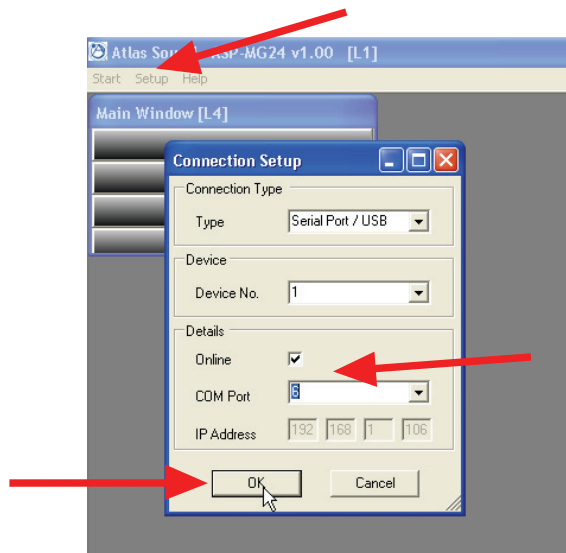 Atlas Sound ASP-MG24 v1.00 [L1]
Start Setup Help
Main Window [L4]
Connection Setup
Connection Type
Type Serial Port / USB
Device
Device No. 1
Details
Online
COM Port 6
IP Address 192 168 1 106
OK Cancel